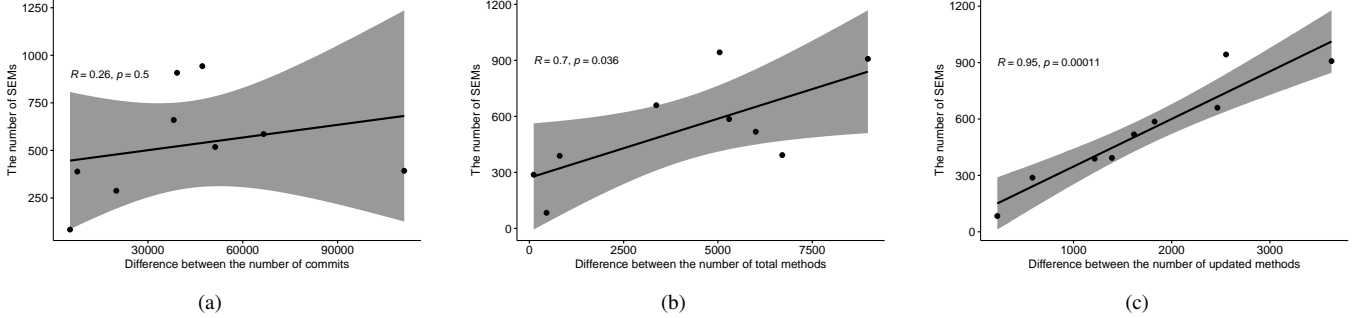 The number of SEMs
1250
1000
750
500
250
R = 0.26, p = 0.5
30000 60000 90000
Difference between the number of commits
(a)
The number of SEMs
1200
900
600
300
0
R = 0.7, p = 0.036
0 2500 5000 7500
Difference between the number of total methods
(b)
The number of SEMs
1200
900
600
300
0
R = 0.95, p = 0.00011
1000 2000 3000
Difference between the number of updated methods
(c)